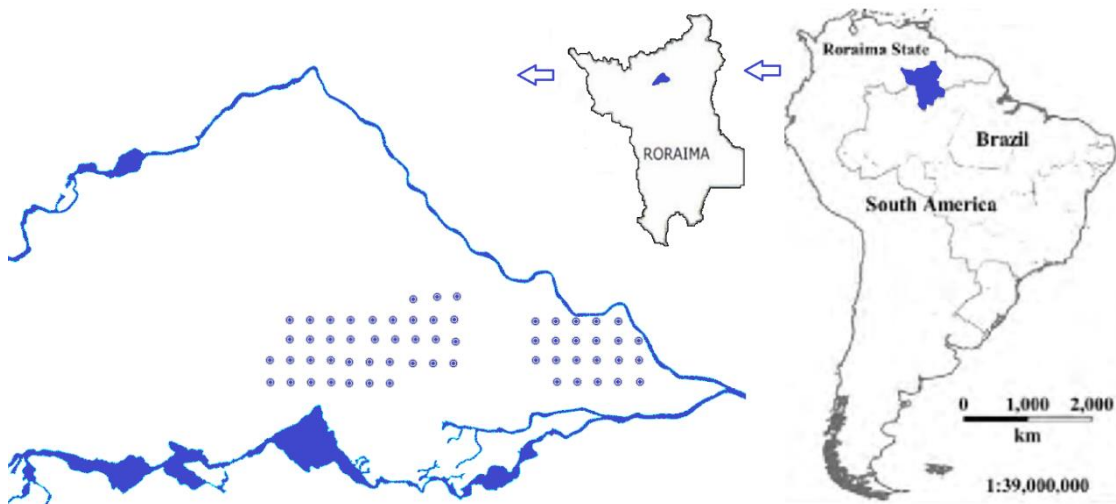 Roraima State
RORAIMA
Brazil
South America
0 1,000 2,000
km
1:39,000,000